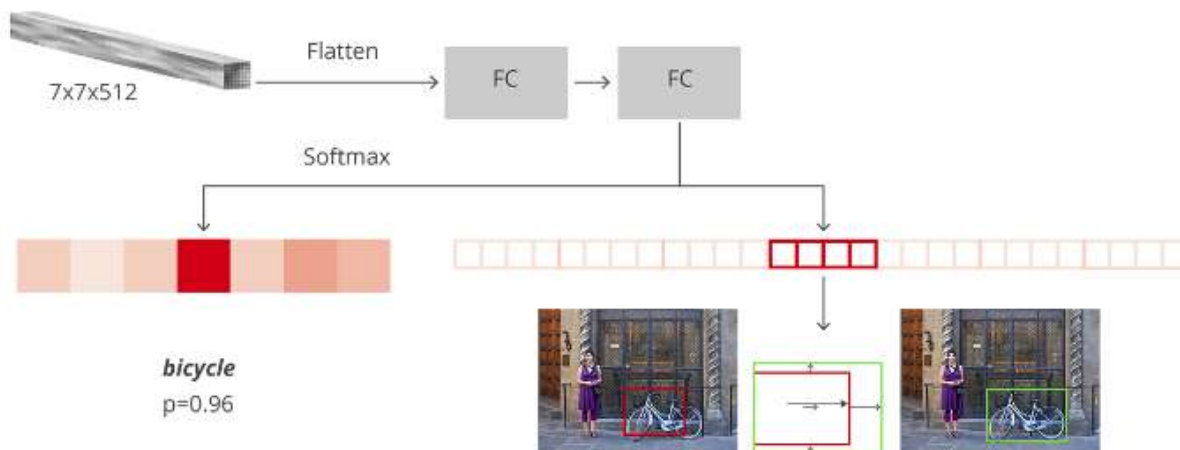 Flatten
FC
FC
7x7x512
Softmax
bicycle
p=0.96